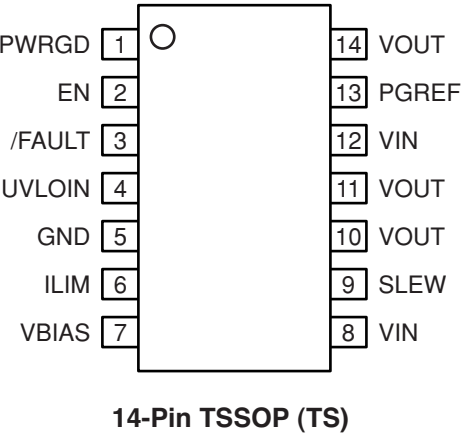 PWRGD 1 14 VOUT
EN 2 13 PGREF
/FAULT 3 12 VIN
UVLOIN 4 11 VOUT
GND 5 10 VOUT
ILIM 6 9 SLEW
VBIAS 7 8 VIN
14-Pin TSSOP (TS)